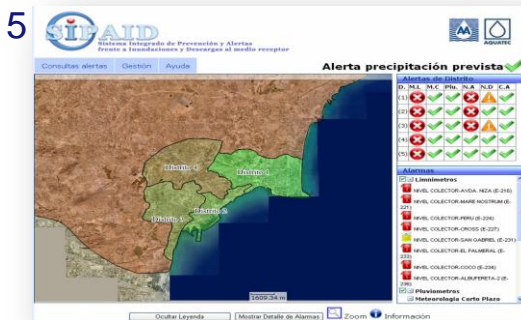 5
SIPAID
Sistema Integrado de Prevención y Alertas
frente a Inundaciones y Descargas al medio receptor
AQUATEC
Consultas alertas Gestión Ayuda
Alerta precipitación prevista
Alertas de Distrito
D. M.L M.C Plu. N.A N.D C.A
(1)
(2)
(3)
(4)
(5)
Alarmas
Limnímetros
NIVEL COLECTOR-AVDA. NIZA (E-216)
NIVEL COLECTOR-MARE NOSTRUM (E-
221)
NIVEL COLECTOR-PERU (E-226)
NIVEL COLECTOR-CROSS (E-227)
NIVEL COLECTOR-SAN GABRIEL (E-231)
NIVEL COLECTOR-EL PALMERAL (E-
NIVEL COLECTOR-COCO (E-234)
NIVEL COLECTOR-ALBUFERETA-2 (E-
236)
Pluviometros
Meteorología Corto Plazo
Distrito 4
Distrito 1
Distrito 3
Distrito 2
1609.34 m
Ocultar Leyenda Mostrar Detalle de Alarmas Zoom Información